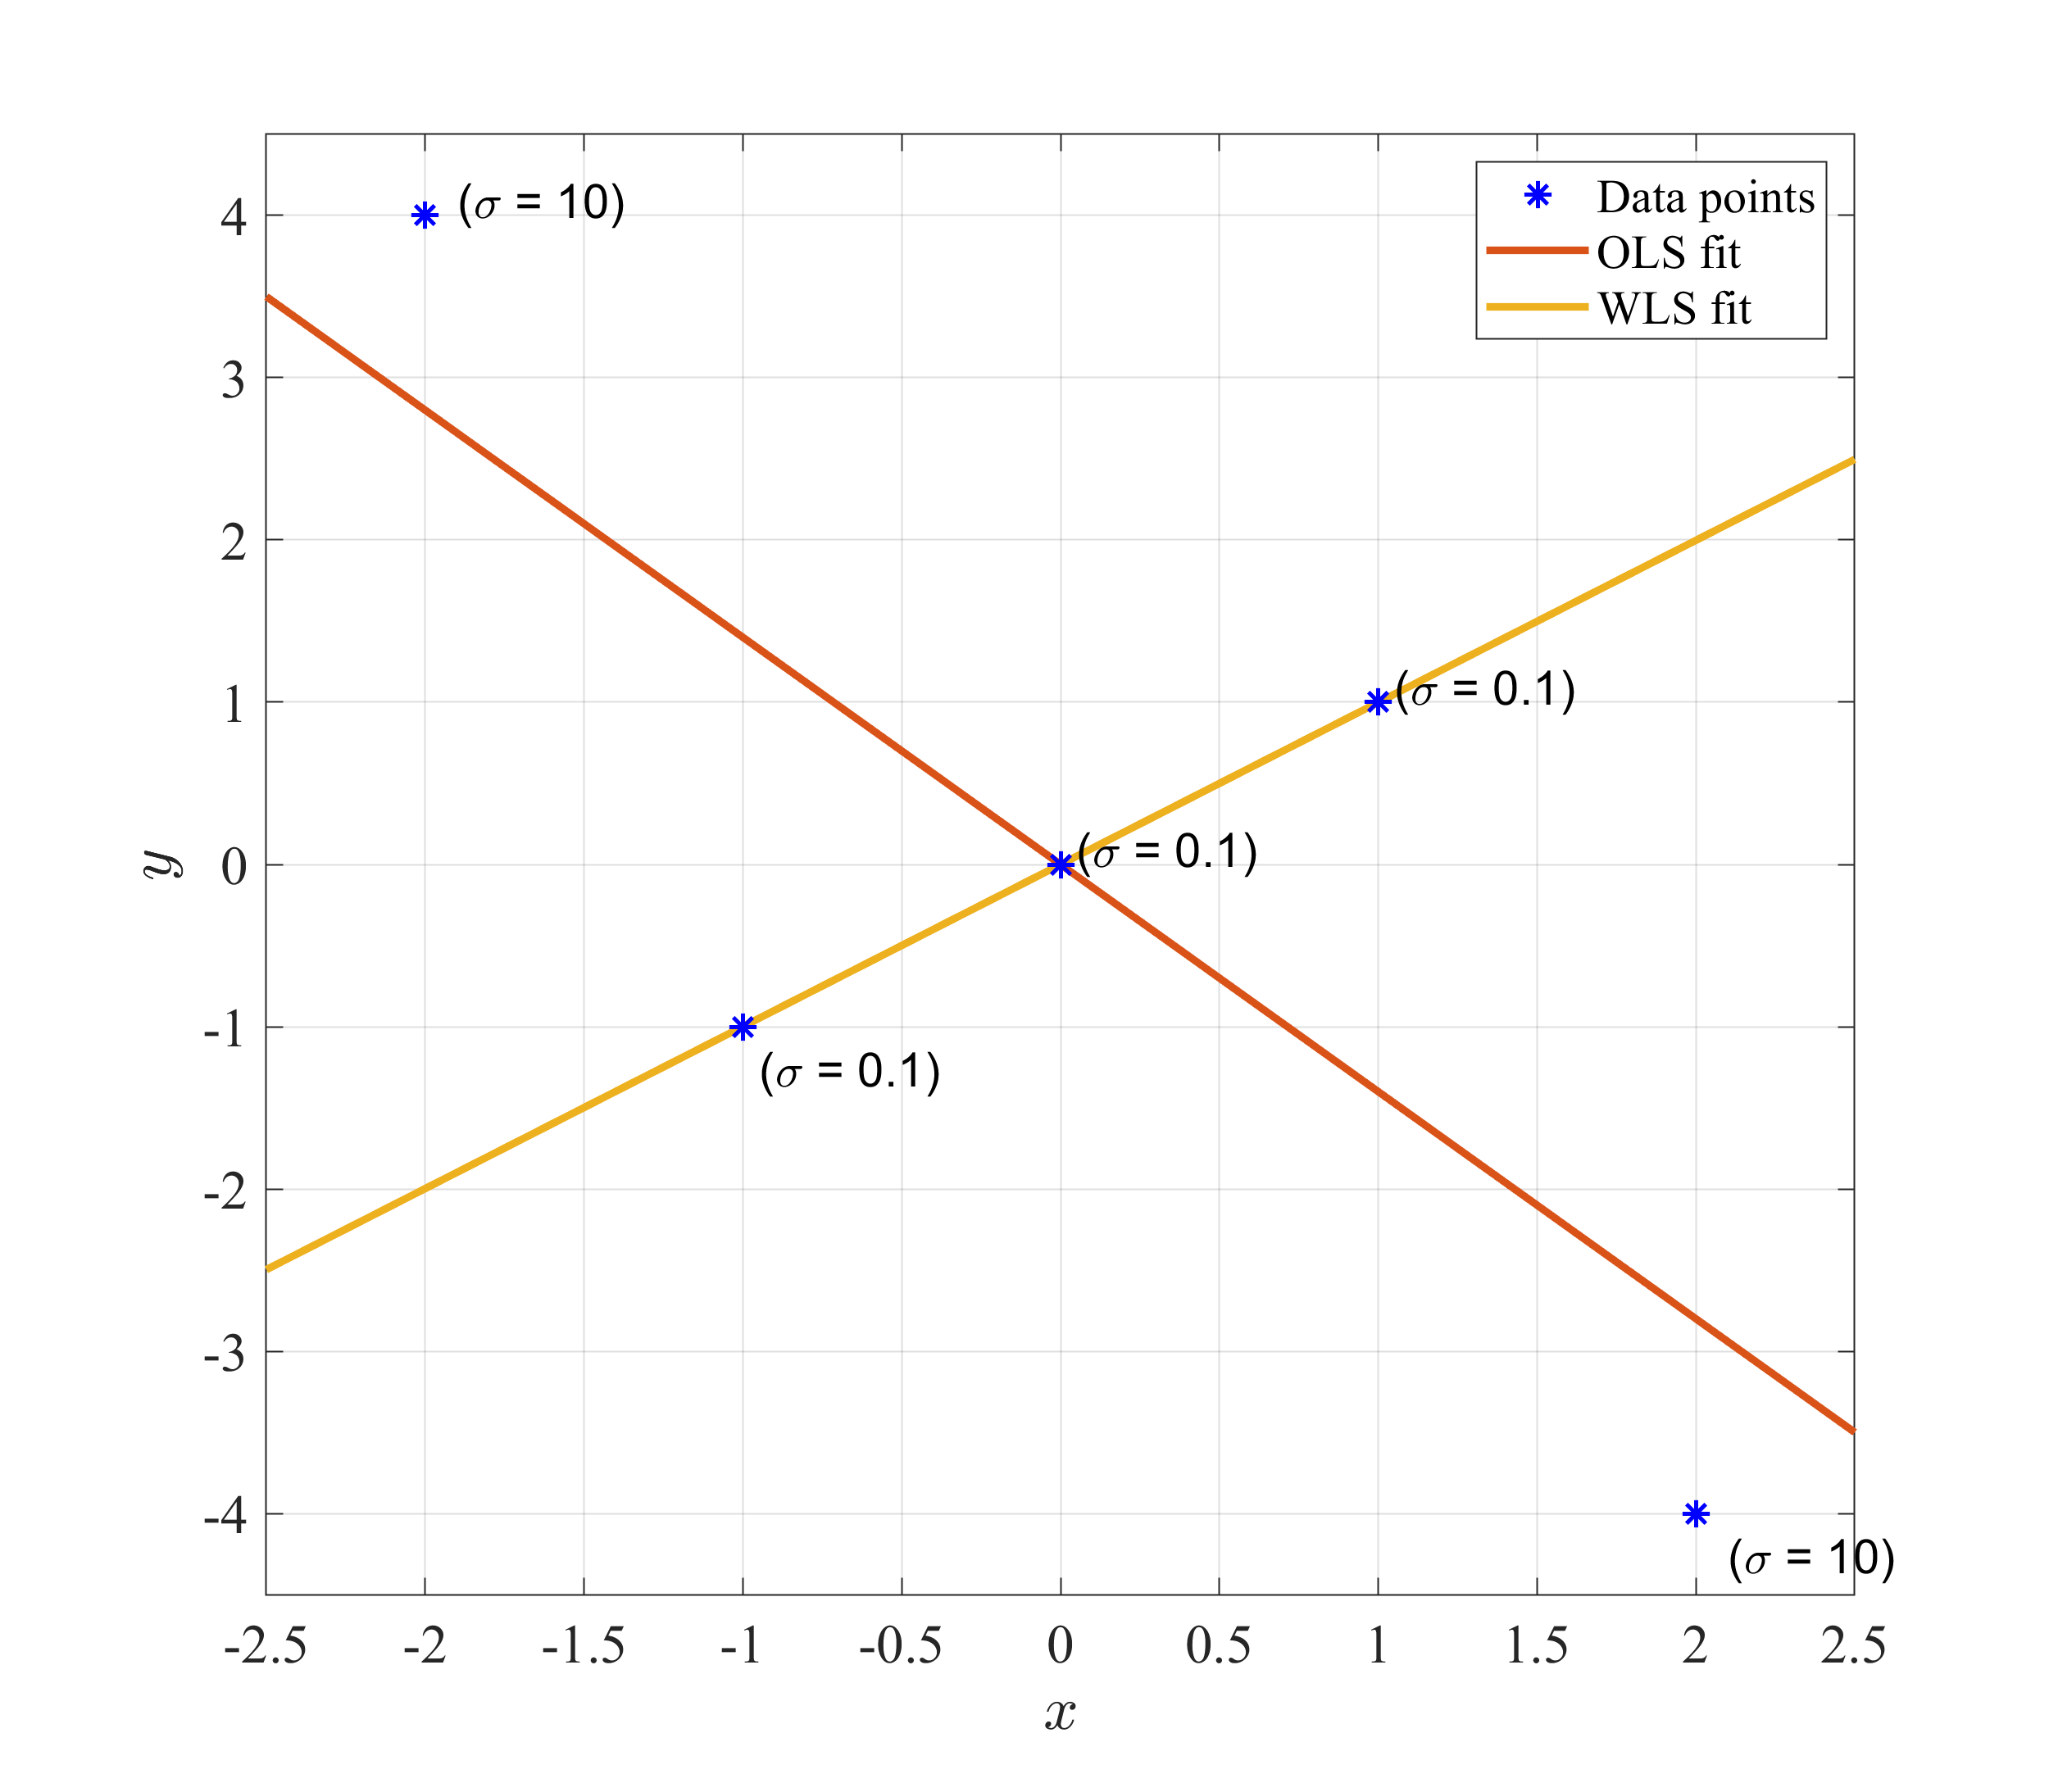 (σ = 10)
Data points
OLS fit
WLS fit
4
3
2
1
0
-1
-2
-3
-4
y
(σ = 0.1)
(σ = 0.1)
(σ = 0.1)
(σ = 10)
-2.5 -2 -1.5 -1 -0.5 0 0.5 1 1.5 2 2.5
x